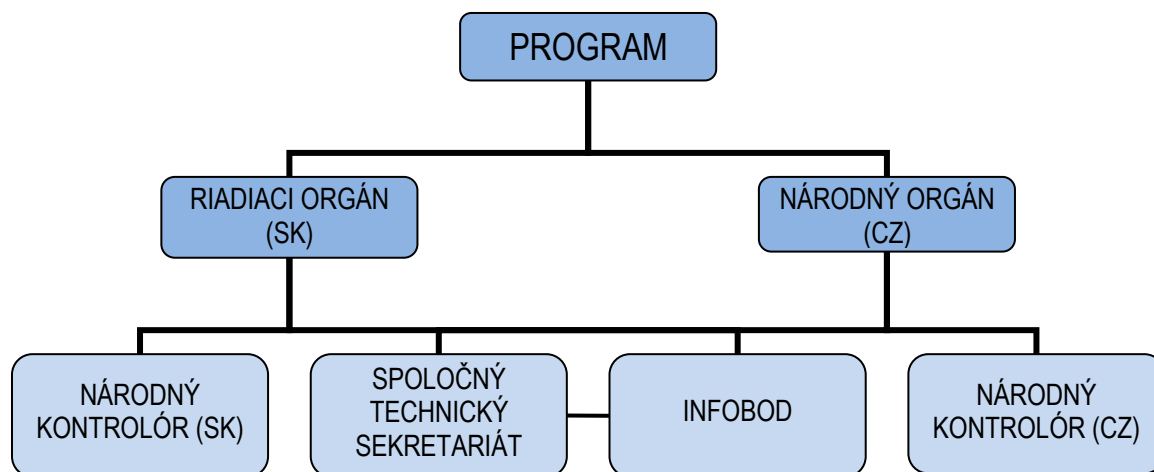 PROGRAM
RIADIACI ORGÁN
(SK)
NÁRODNÝ ORGÁN
(CZ)
NÁRODNÝ
KONTROLÓR (SK)
SPOLOČNÝ
TECHNICKÝ
SEKRETARIÁT
INFOBOD
NÁRODNÝ
KONTROLÓR (CZ)